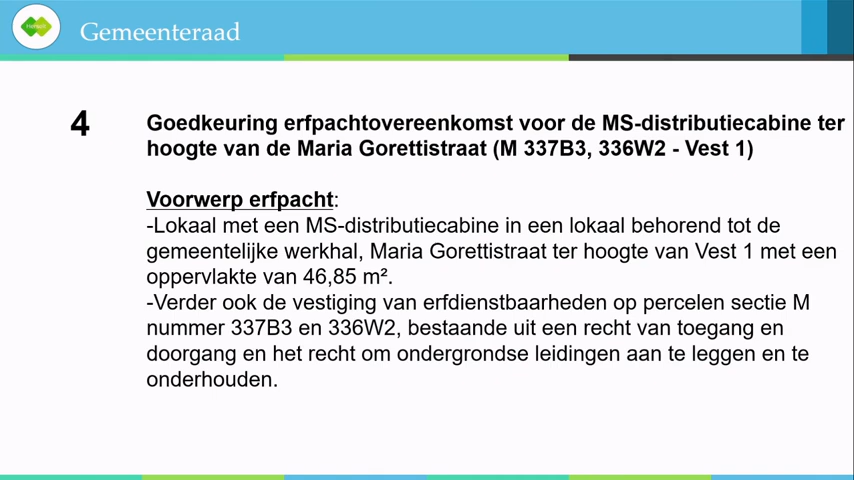 Gemeenteraad
4
Goedkeuring erfpachtovereenkomst voor de MS-distributiecabine ter
hoogte van de Maria Gorettistraat (M 337B3, 336W2 - Vest 1)
Voorwerp erfpacht:
-Lokaal met een MS-distributiecabine in een lokaal behorend tot de
gemeentelijke werkhal, Maria Gorettistraat ter hoogte van Vest 1 met een
oppervlakte van 46,85 m².
-Verder ook de vestiging van erfdienstbaarheden op percelen sectie M
nummer 337B3 en 336W2, bestaande uit een recht van toegang en
doorgang en het recht om ondergrondse leidingen aan te leggen en te
onderhouden.